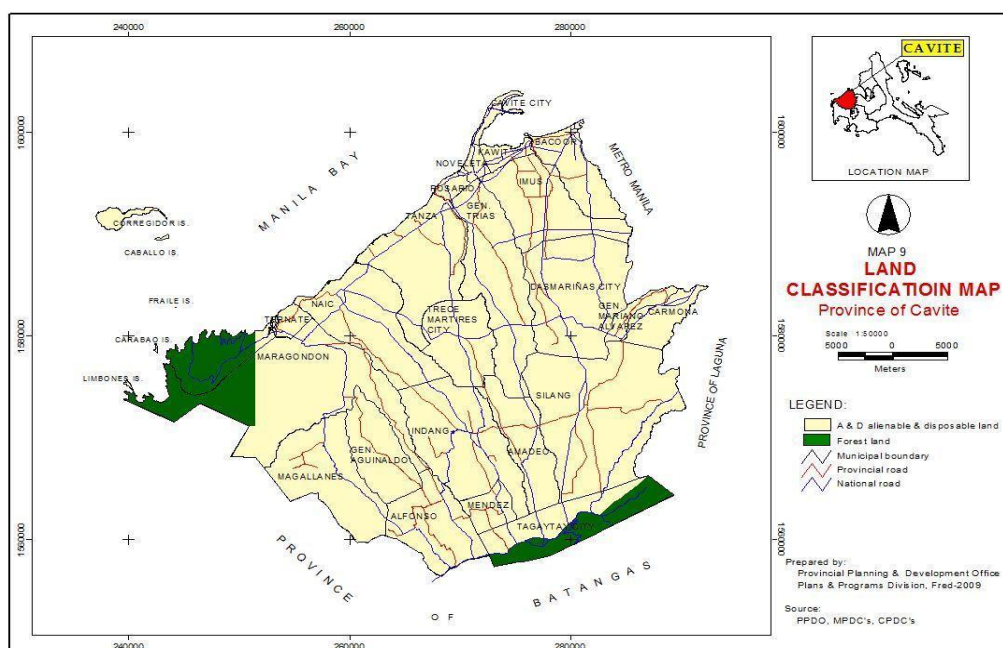 240000
260000
280000
CAVITE
LOCATION MAP
MAP 9
LAND
CLASSIFICATIOIN MAP
Province of Cavite
Scale 1:50000
5000 0 5000
Meters
LEGEND:
A & D alienable & disposable land
Forest land
Municipal boundary
Provincial road
National road
Prepared by:
Provincial Planning & Development Office
Plans & Programs Division, Fred-2009
Source:
PPDO, MPDC's, CPDC's
MANILA BAY
METRO MANILA
PROVINCE OF LAGUNA
PROVINCE
OF
BATANGAS
CAVITE CITY
BACOOR
KAWIT
NOVELETA
IMUS
ROSARIO
GEN.
TRIAS
TANZA
CORREGIDOR IS.
CABALLO IS.
FRAILE IS.
CARABAO IS.
LIMBONES IS.
NAIC
TERNATE
MARAGONDON
TRECE
MARTIRES
CITY
DASMARIÑAS CITY
GEN.
MARIANO
ALVAREZ
CARMONA
SILANG
INDANG
AMADEO
GEN.
AGUINALDO
MAGALLANES
ALFONSO
MENDEZ
TAGAYTAY CITY
240000
260000
280000